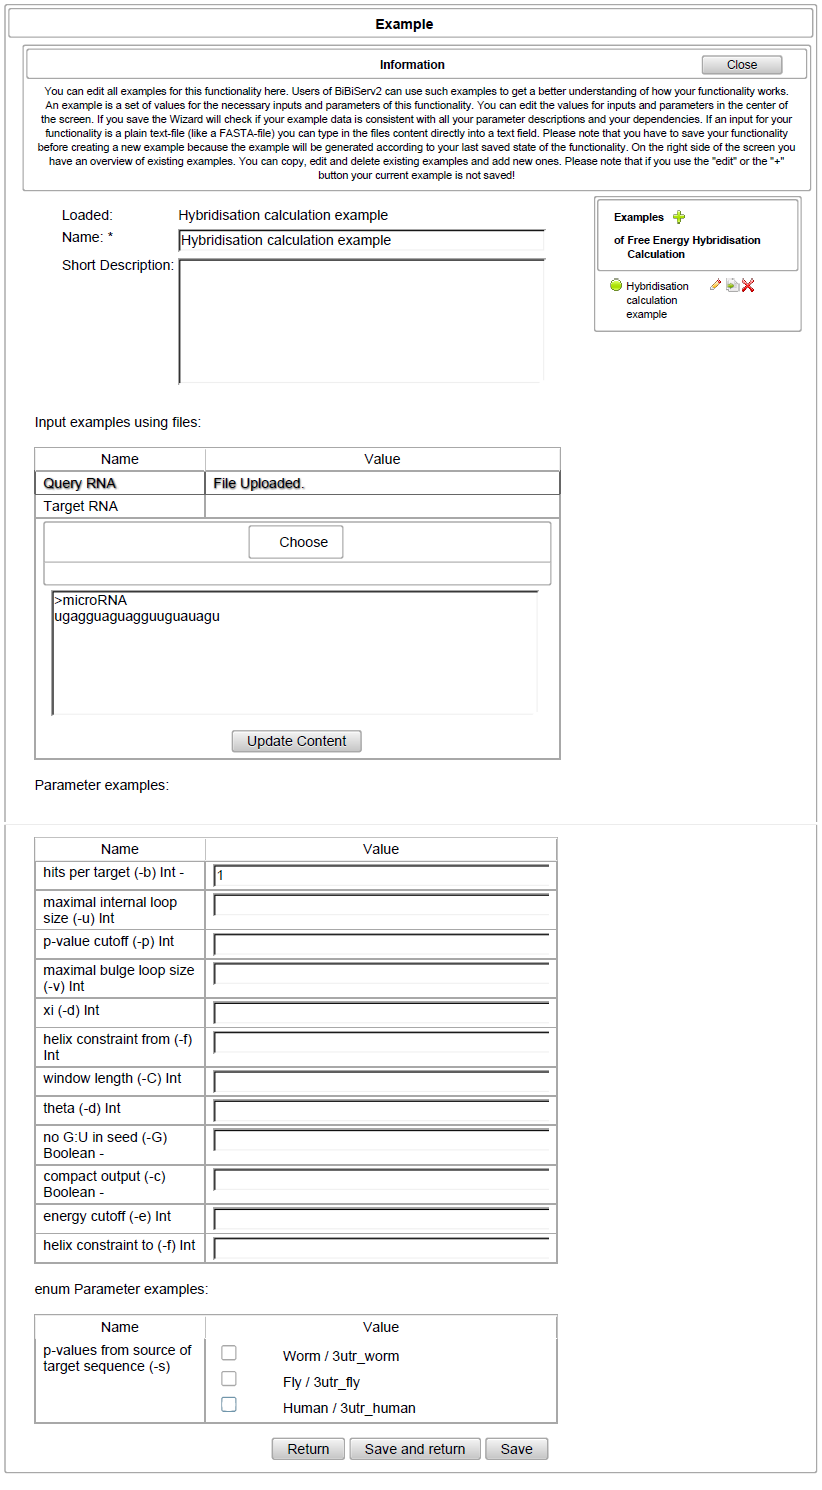 Example
Information
Close
You can edit all examples for this functionality here. Users of BiBiServ2 can use such examples to get a better understanding of how your functionality works.
An example is a set of values for the necessary inputs and parameters of this functionality. You can edit the values for inputs and parameters in the center of
the screen. If you save the Wizard will check if your example data is consistent with all your parameter descriptions and your dependencies. If an input for your
functionality is a plain text-file (like a FASTA-file) you can type in the files content directly into a text field. Please note that you have to save your functionality
before creating a new example because the example will be generated according to your last saved state of the functionality. On the right side of the screen you
have an overview of existing examples. You can copy, edit and delete existing examples and add new ones. Please note that if you use the "edit" or the "+"
button your current example is not saved!
Loaded: Hybridisation calculation example
Name: * Hybridisation calculation example
Short Description:
Examples
of Free Energy Hybridisation
Calculation
Hybridisation
calculation
example
Input examples using files:
Name Value
Query RNA File Uploaded.
Target RNA
Choose
>microRNA
ugagguaguagguuguauagu
Update Content
Parameter examples:
Name Value
hits per target (-b) Int - 1
maximal internal loop
size (-u) Int
p-value cutoff (-p) Int
maximal bulge loop size
(-v) Int
xi (-d) Int
helix constraint from (-f)
Int
window length (-C) Int
theta (-d) Int
no G:U in seed (-G)
Boolean -
compact output (-c)
Boolean -
energy cutoff (-e) Int
helix constraint to (-f) Int
enum Parameter examples:
Name Value
p-values from source of
target sequence (-s)
Worm / 3utr_worm
Fly / 3utr_fly
Human / 3utr_human
Return Save and return Save